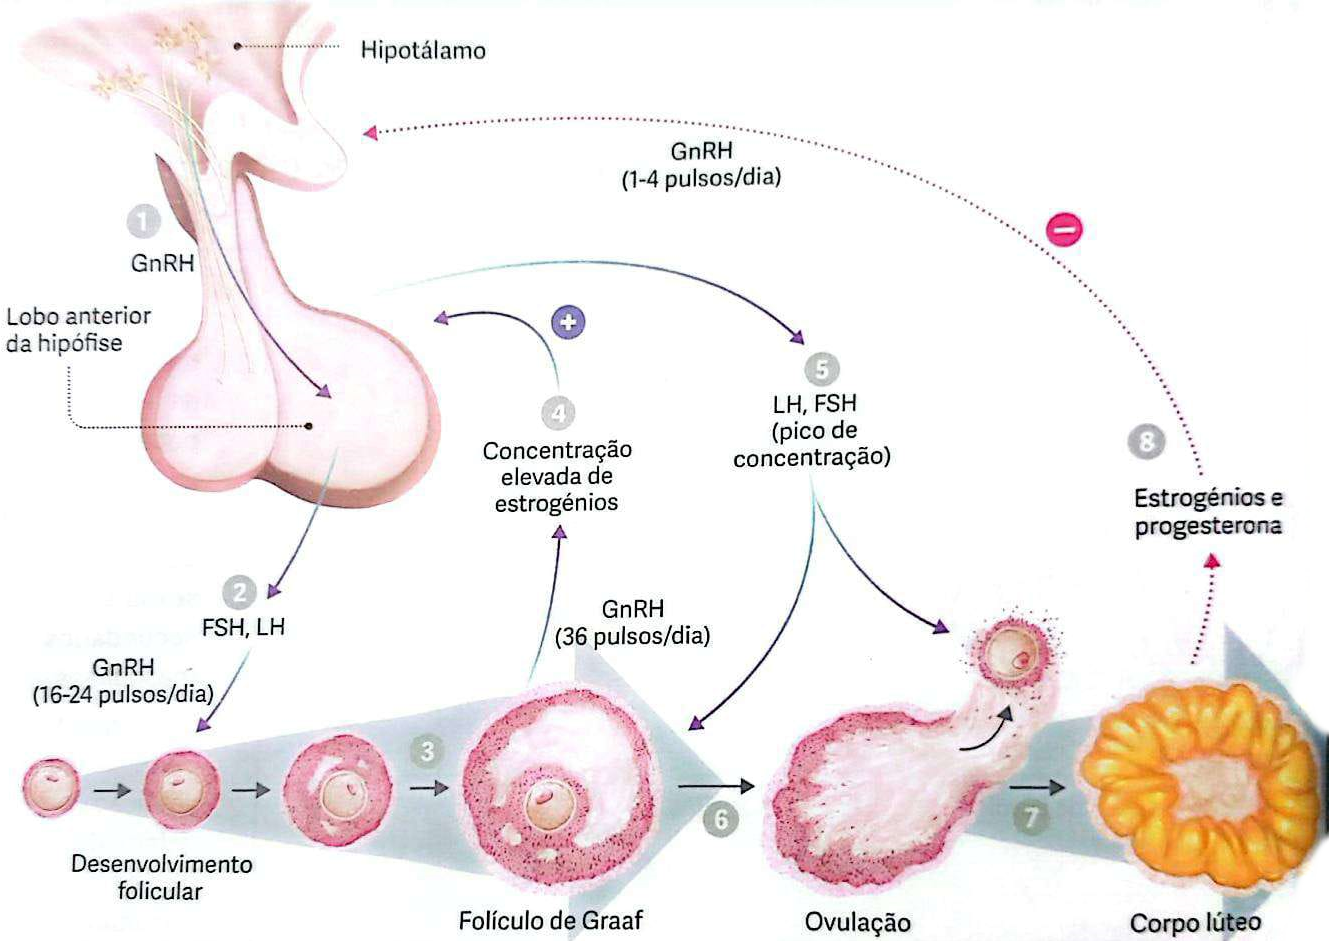 Hipotálamo
GnRH
(1-4 pulsos/dia)
−
1
GnRH
Lobo anterior
da hipófise
+
5
LH, FSH
(pico de
concentração)
4
Concentração
elevada de
estrogénios
8
Estrogénios e
progesterona
2
FSH, LH
GnRH
(36 pulsos/dia)
GnRH
(16-24 pulsos/dia)
3
6
7
Desenvolvimento
folicular
Folículo de Graaf
Ovulação
Corpo lúteo